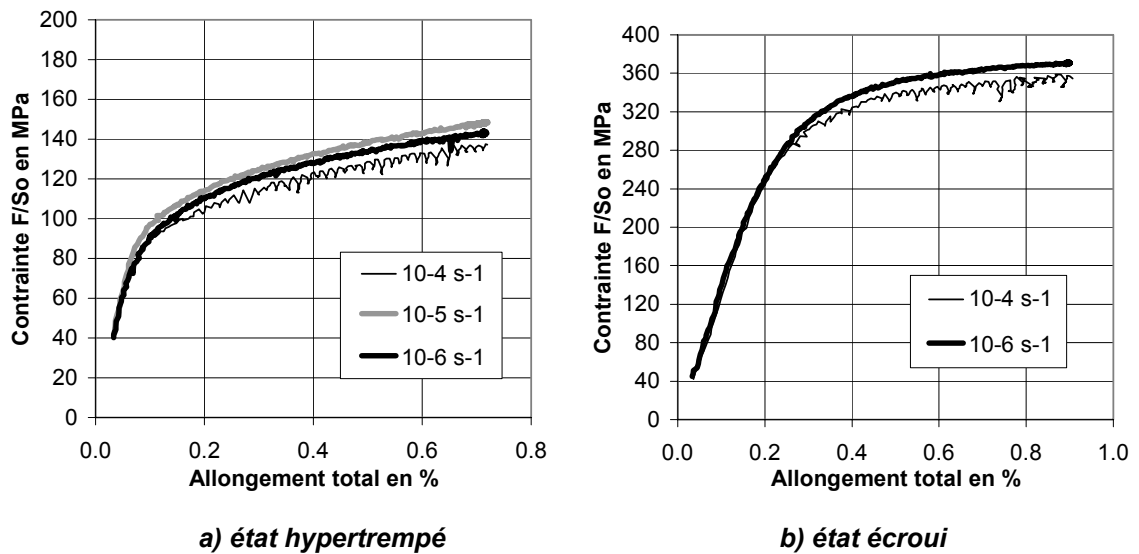 200
180
160
140
120
100
80
60
40
20
0
Contrainte F/So en MPa
10-4 s-1
10-5 s-1
10-6 s-1
0.0 0.2 0.4 0.6 0.8
Allongement total en %
a) état hypertrempé
400
360
320
280
240
200
160
120
80
40
0
Contrainte F/So en MPa
10-4 s-1
10-6 s-1
0.0 0.2 0.4 0.6 0.8 1.0
Allongement total en %
b) état écroui